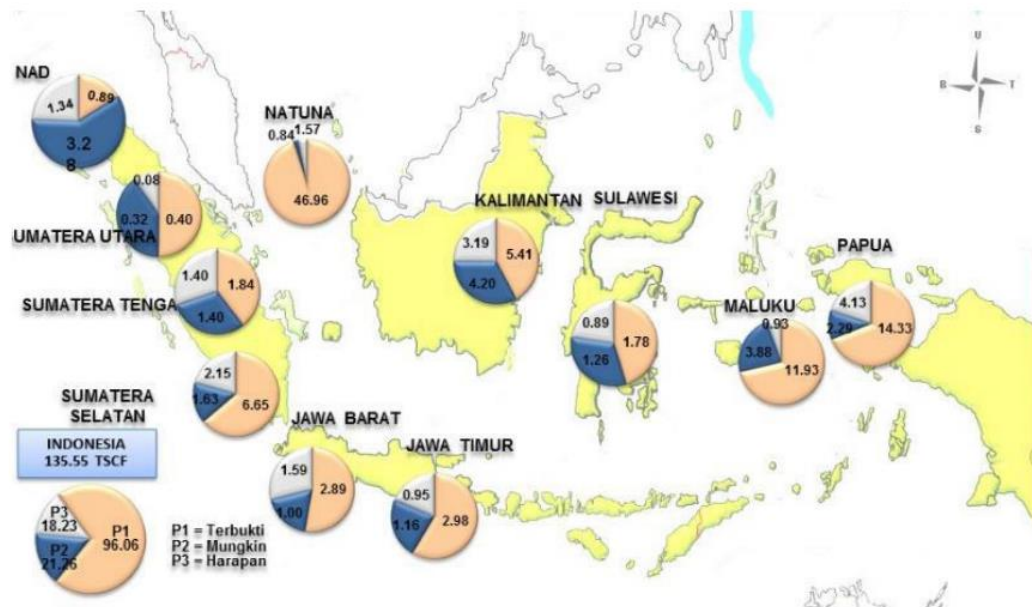 NAD
1.34
0.89
3.2
8
NATUNA
0.84
1.57
46.96
U
B
T
S
0.08
0.32
0.40
UMATERA UTARA
KALIMANTAN
3.19
5.41
4.20
SULAWESI
0.89
1.78
1.26
PAPUA
4.13
2.29
14.33
MALUKU
0.93
3.88
11.93
1.40
1.84
1.40
SUMATERA TENGA
2.15
1.63
6.65
SUMATERA
SELATAN
JAWA BARAT
1.59
2.89
1.00
JAWA TIMUR
0.95
1.16
2.98
INDONESIA
135.55 TSCF
P3
18.23
P1
96.06
P2
21.26
P1 = Terbukti
P2 = Mungkin
P3 = Harapan